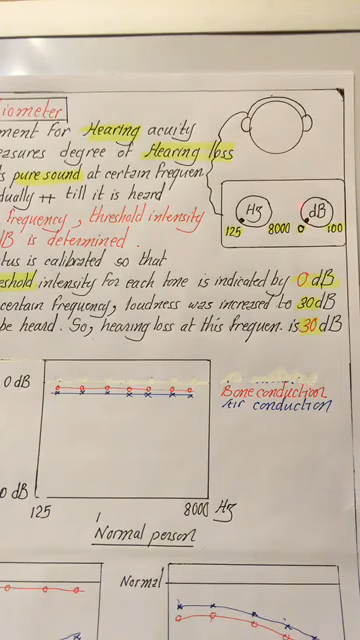 iometer
ment for Hearing acuity
easures degree of Hearing loss
s pure sound at certain frequen
dually ++ till it is heard
frequency, threshold intensity
dB is determined.
tus is calibrated so that
eshold intensity for each tone is indicated by 0 dB
certain frequency, loudness was increased to 30 dB
be heard. So, hearing loss at this frequen. is 30 dB
Hz
dB
125
8000
0
100
0 dB
Bone conduction
Air conduction
0 dB
125
8000 Hz
Normal person
Normal